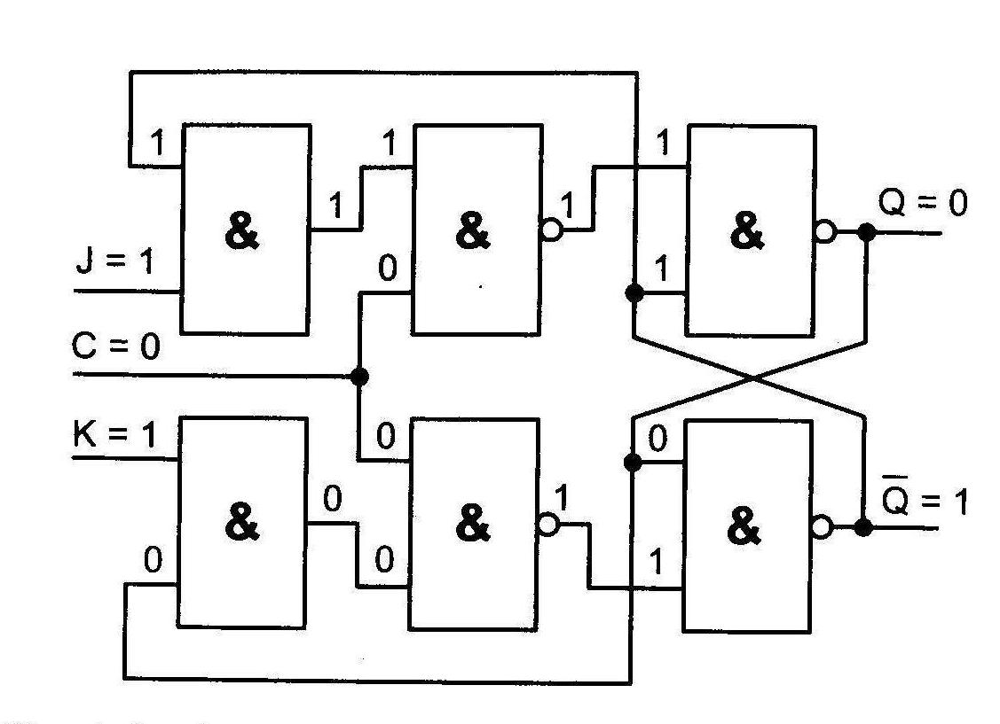 1 1 1
& & &
1 1 Q = 0
J = 1 0 1
C = 0
K = 1 0 0
& 0 & 1 & Q̅ = 1
0 0 1